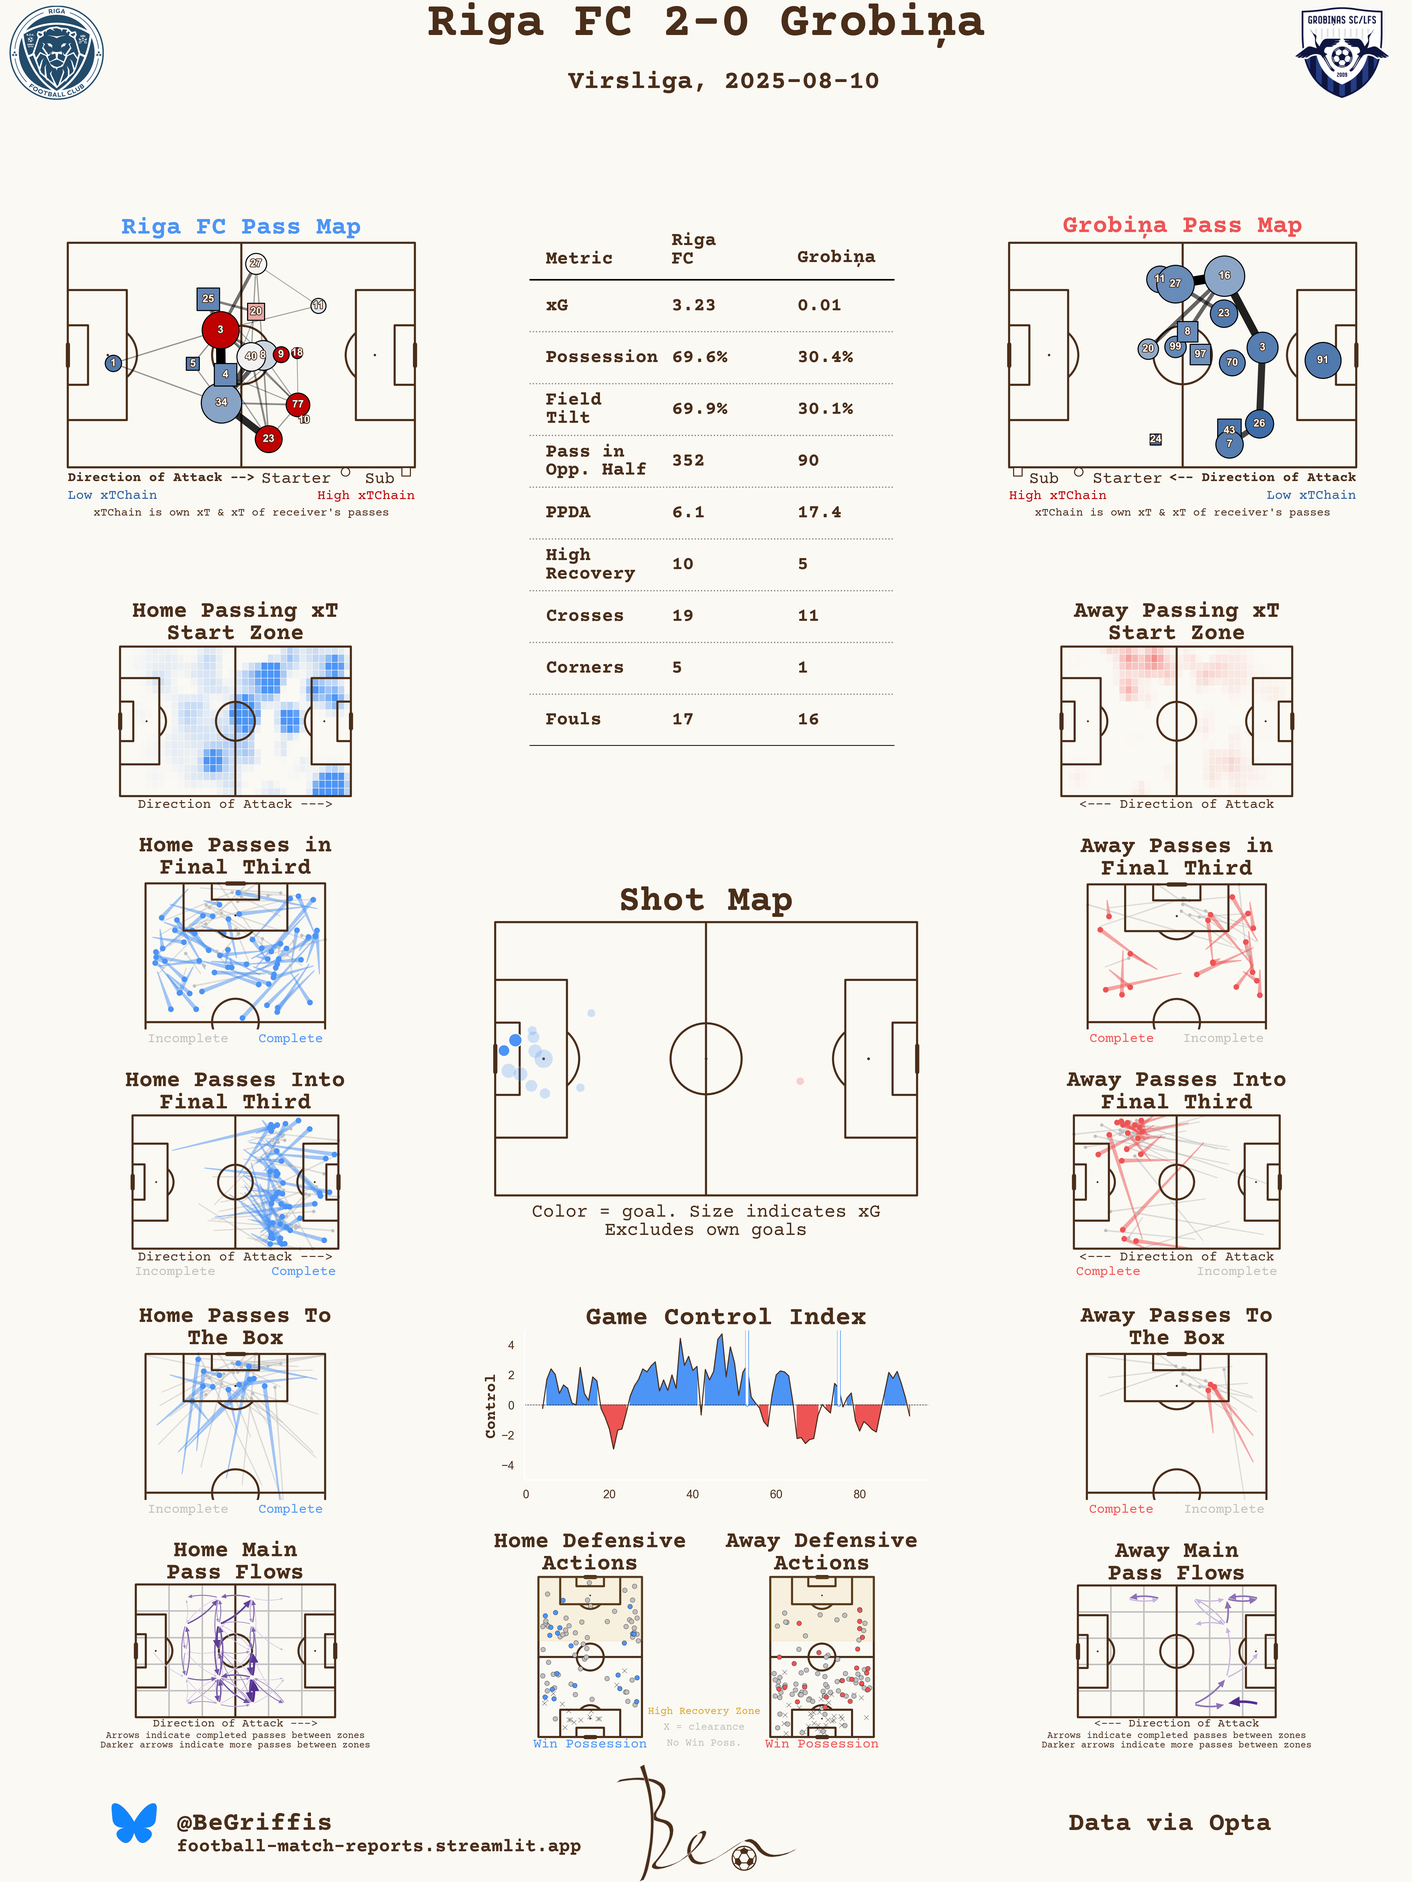 Riga FC 2-0 Grobiņa
Virsliga, 2025-08-10
RIGA
FOOTBALL CLUB
GROBIŅAS SC/LFS
2009
Riga FC Pass Map
27
25
20
11
3
40
8
9
18
1
5
4
34
77
10
23
Direction of Attack --> Starter Sub
Low xTChain High xTChain
xTChain is own xT & xT of receiver's passes
Metric Riga FC Grobiņa
xG 3.23 0.01
Possession 69.6% 30.4%
Field Tilt 69.9% 30.1%
Pass in Opp. Half 352 90
PPDA 6.1 17.4
High Recovery 10 5
Crosses 19 11
Corners 5 1
Fouls 17 16
Grobiņa Pass Map
11
27
16
23
8
20
99
97
70
3
91
43
26
7
24
Sub Starter <-- Direction of Attack
High xTChain Low xTChain
xTChain is own xT & xT of receiver's passes
Home Passing xT
Start Zone
Direction of Attack --->
Away Passing xT
Start Zone
<--- Direction of Attack
Home Passes in
Final Third
Incomplete Complete
Away Passes in
Final Third
Complete Incomplete
Shot Map
Color = goal. Size indicates xG
Excludes own goals
Home Passes Into
Final Third
Direction of Attack --->
Incomplete Complete
Away Passes Into
Final Third
<--- Direction of Attack
Complete Incomplete
Home Passes To
The Box
Incomplete Complete
Game Control Index
Control
4
2
0
−2
−4
0 20 40 60 80
Away Passes To
The Box
Complete Incomplete
Home Main
Pass Flows
Direction of Attack --->
Arrows indicate completed passes between zones
Darker arrows indicate more passes between zones
Home Defensive
Actions
Win Possession
High Recovery Zone
X = clearance
No Win Poss.
Away Defensive
Actions
Win Possession
Away Main
Pass Flows
<--- Direction of Attack
Arrows indicate completed passes between zones
Darker arrows indicate more passes between zones
@BeGriffis
football-match-reports.streamlit.app
Ben
Data via Opta